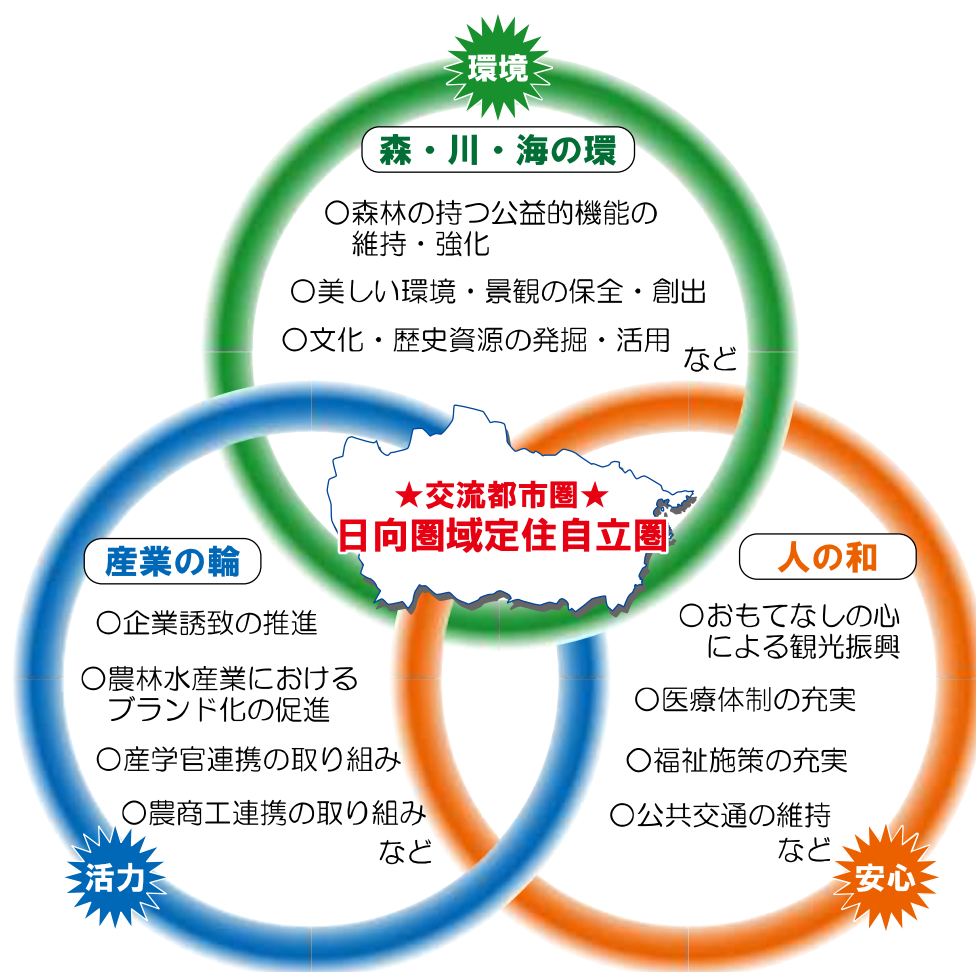 環境
森・川・海の環
○森林の持つ公益的機能の
維持・強化
○美しい環境・景観の保全・創出
○文化・歴史資源の発掘・活用
など
★交流都市圏★
日向圏域定住自立圏
産業の輪
○企業誘致の推進
○農林水産業における
ブランド化の促進
○産学官連携の取り組み
○農商工連携の取り組み
など
活力
人の和
○おもてなしの心
による観光振興
○医療体制の充実
○福祉施策の充実
○公共交通の維持
など
安心